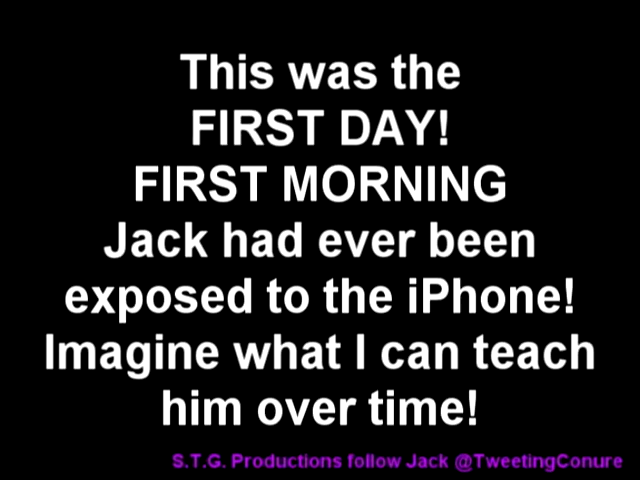 This was the
FIRST DAY!
FIRST MORNING
Jack had ever been
exposed to the iPhone!
Imagine what I can teach
him over time!
S.T.G. Productions follow Jack @TweetingConure